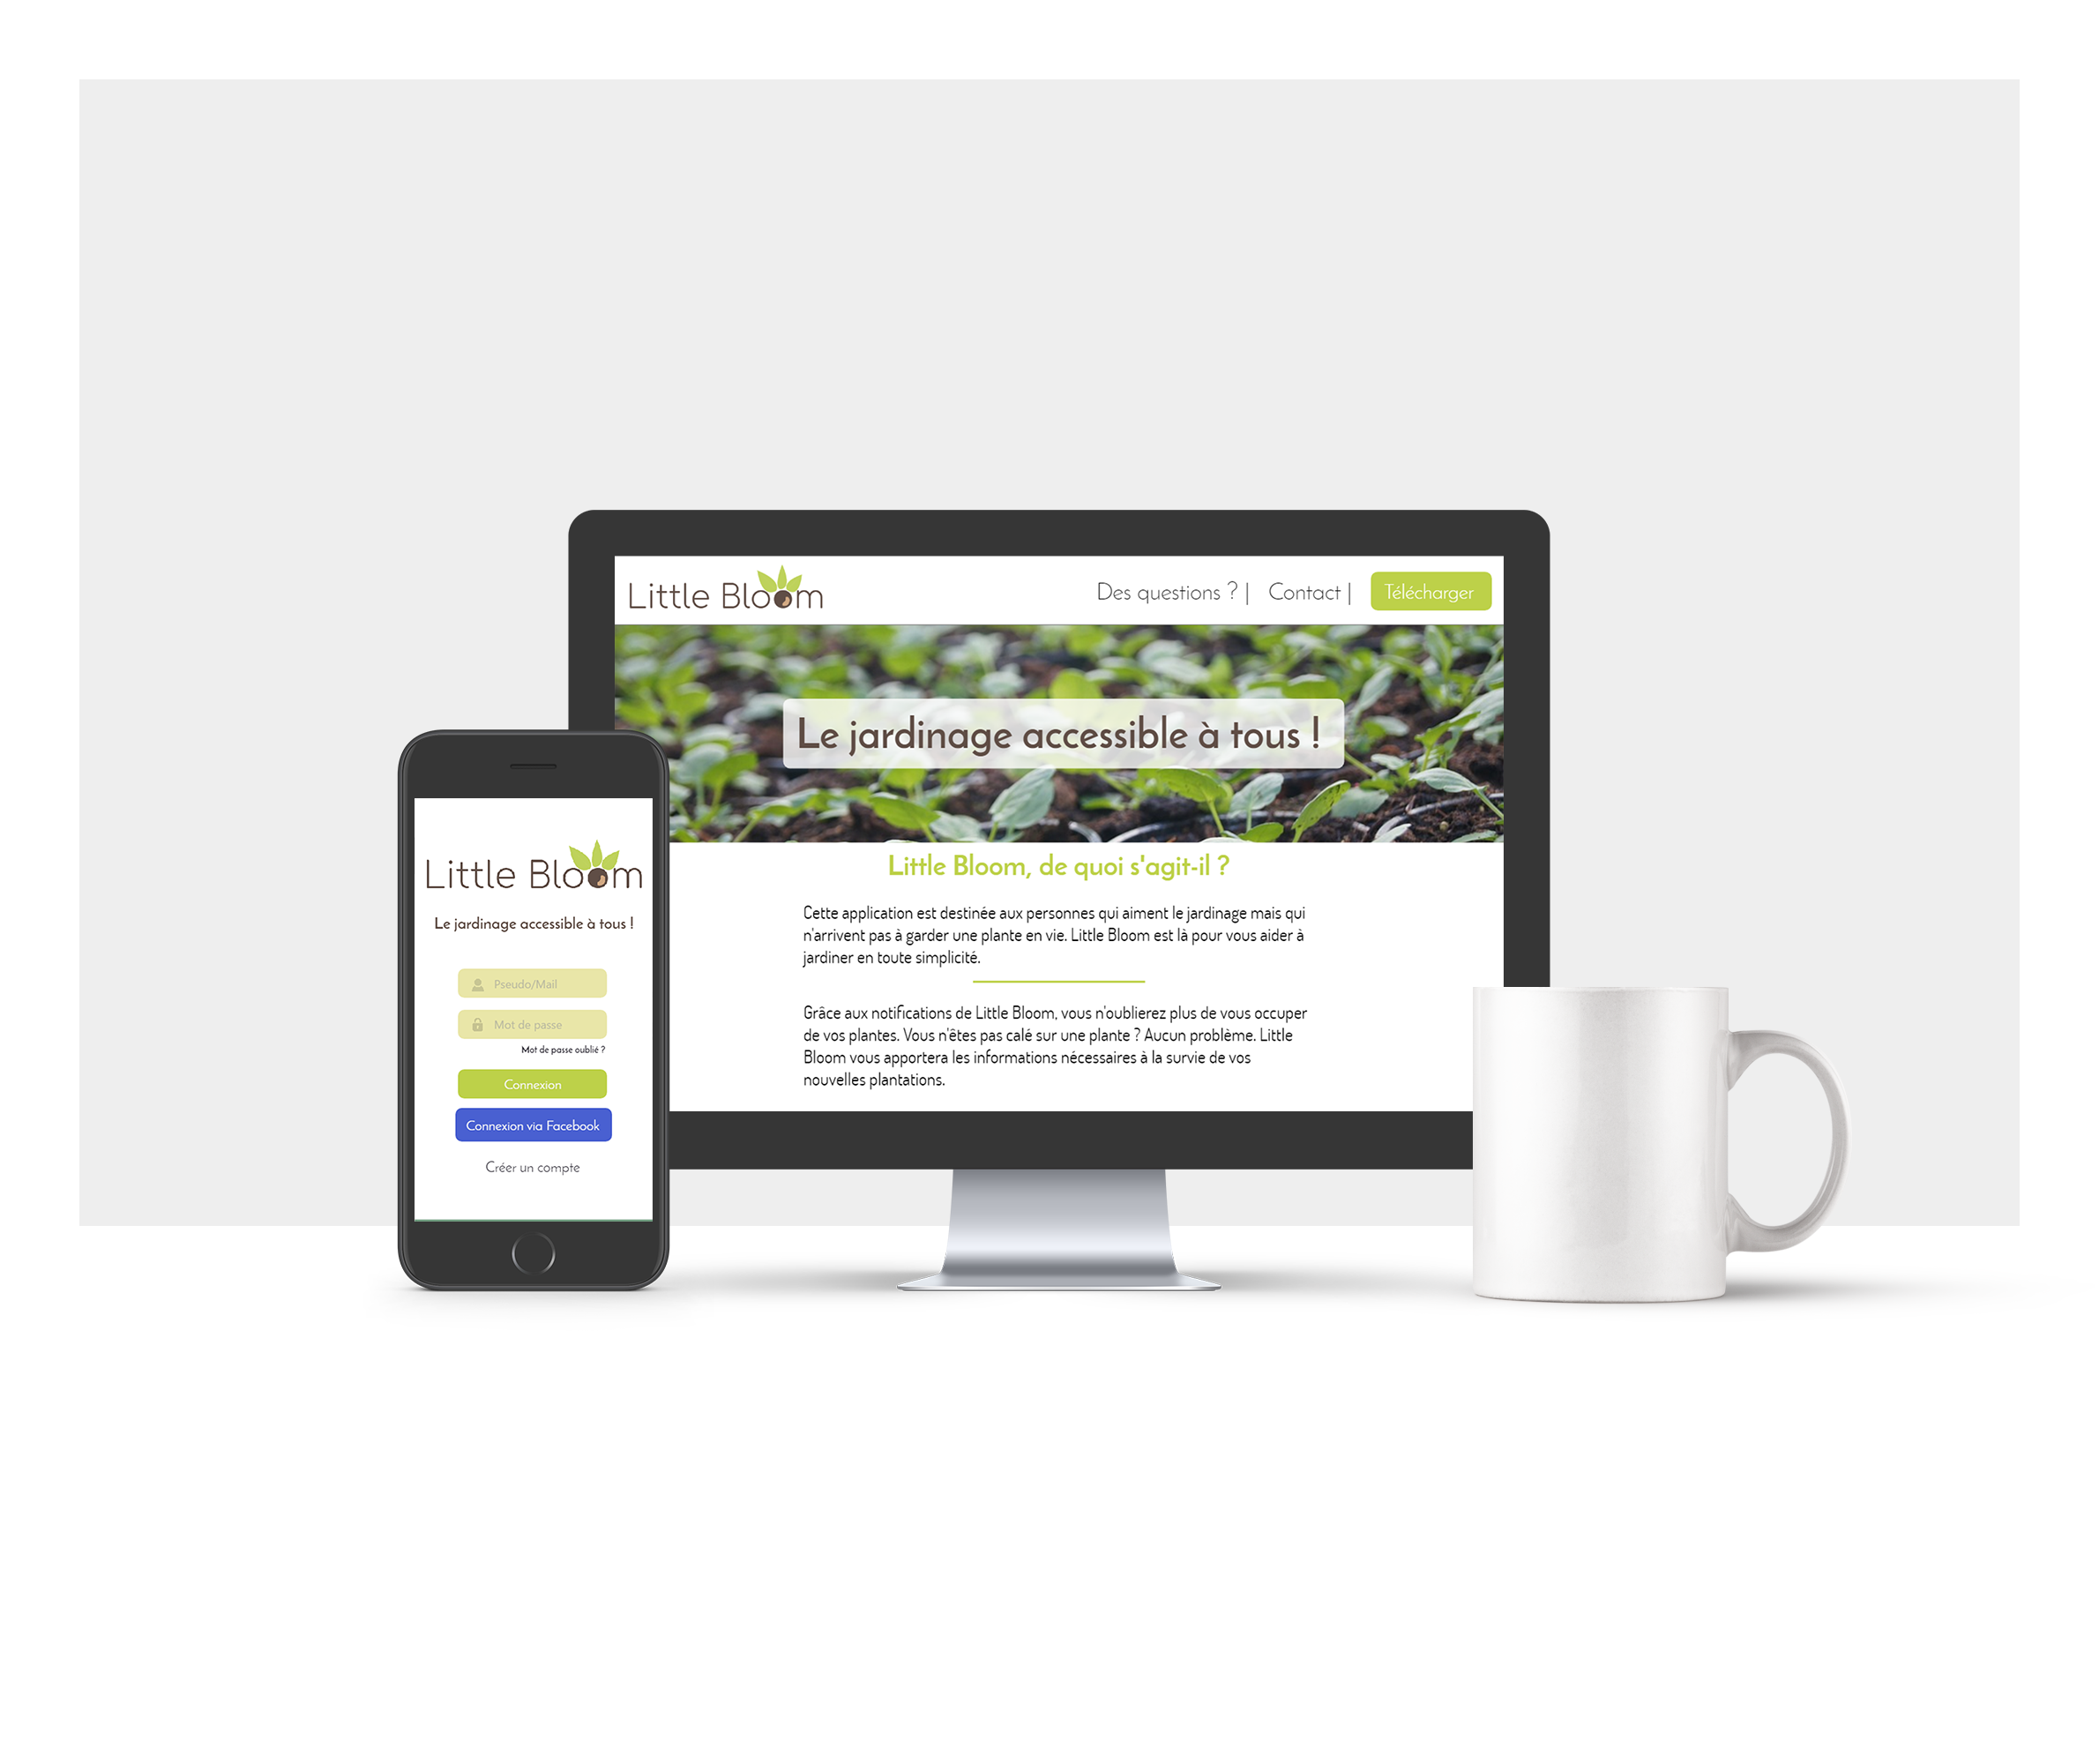 Little Bloom
Des questions ? | Contact | Télécharger
Le jardinage accessible à tous !
Little Bloom, de quoi s'agit-il ?
Cette application est destinée aux personnes qui aiment le jardinage mais qui
n'arrivent pas à garder une plante en vie. Little Bloom est là pour vous aider à
jardiner en toute simplicité.
Grâce aux notifications de Little Bloom, vous n'oublierez plus de vous occuper
de vos plantes. Vous n'êtes pas calé sur une plante ? Aucun problème. Little
Bloom vous apportera les informations nécessaires à la survie de vos
nouvelles plantations.
Little Bloom
Le jardinage accessible à tous !
Pseudo/Mail
Mot de passe
Mot de passe oublié ?
Connexion
Connexion via Facebook
Créer un compte